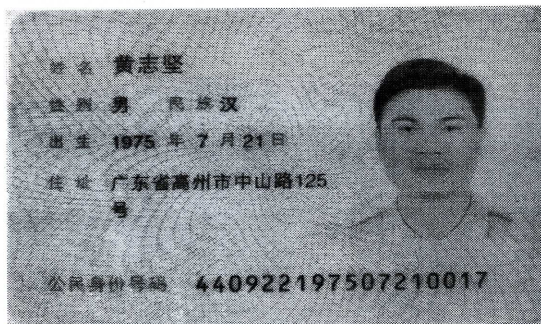 姓名 黄志坚
性别 男 民族 汉
出生 1975 年 7 月 21 日
住址 广东省高州市中山路125
号
公民身份号码 440922197507210017